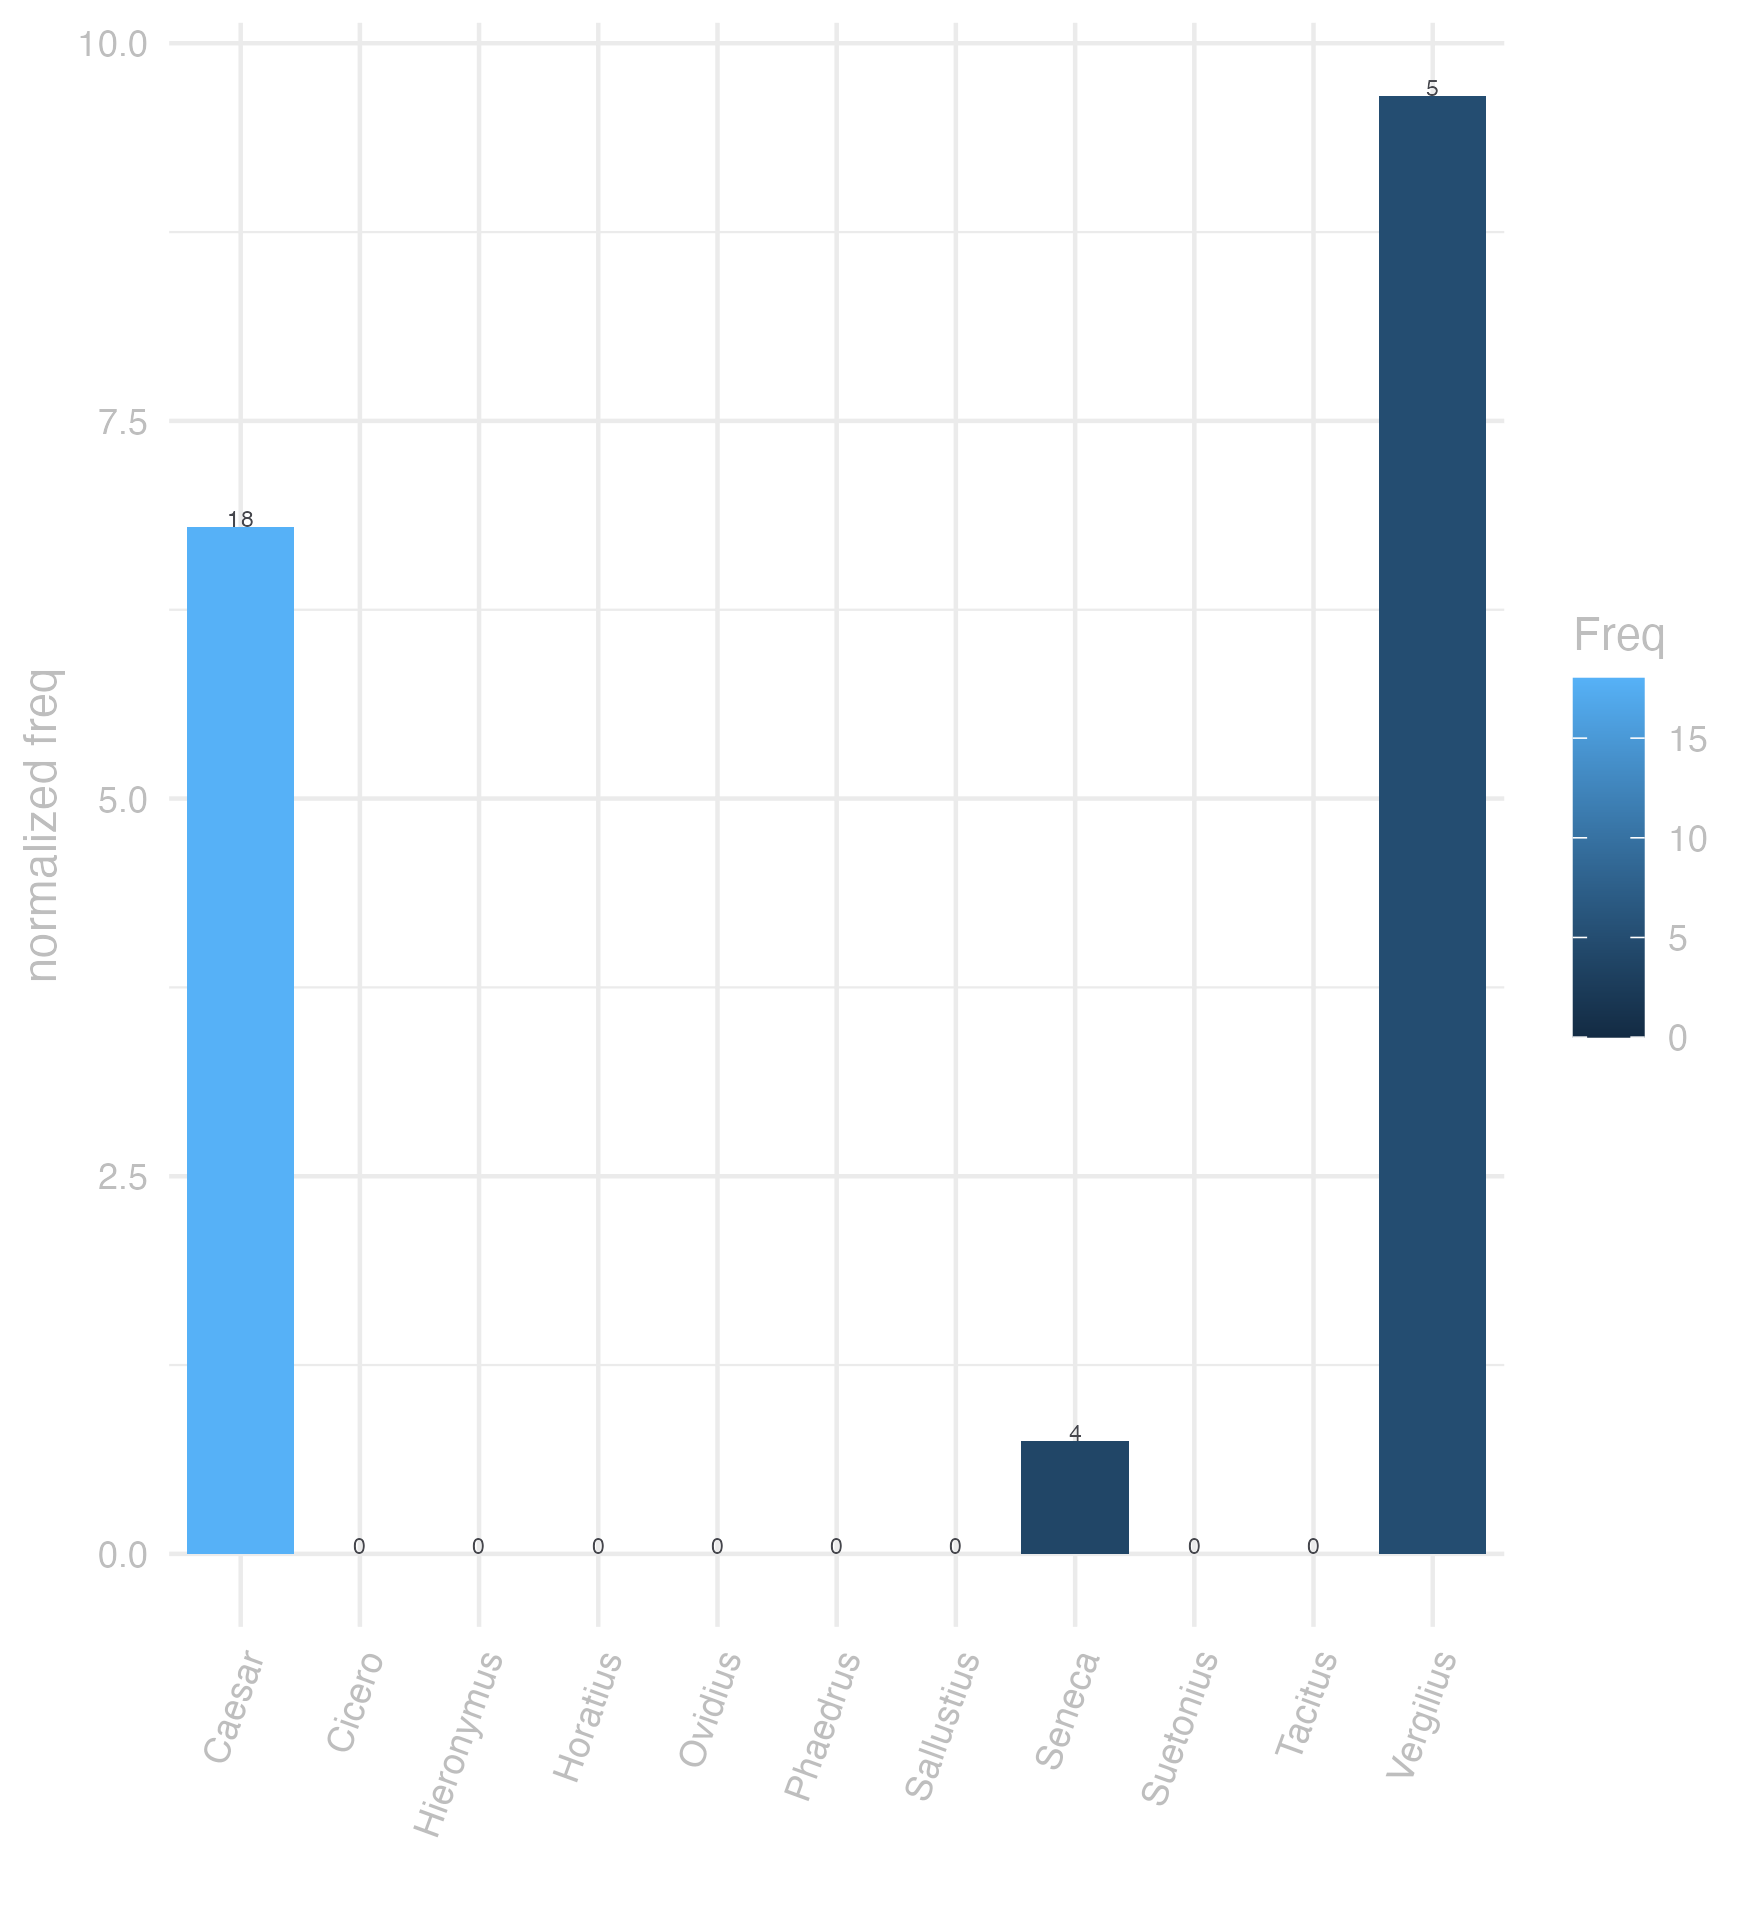 10.0
7.5
5.0
2.5
0.0
normalized freq
18
0
0
0
0
0
0
4
0
0
5
Caesar
Cicero
Hieronymus
Horatius
Ovidius
Phaedrus
Sallustius
Seneca
Suetonius
Tacitus
Vergilius
Freq
15
10
5
0